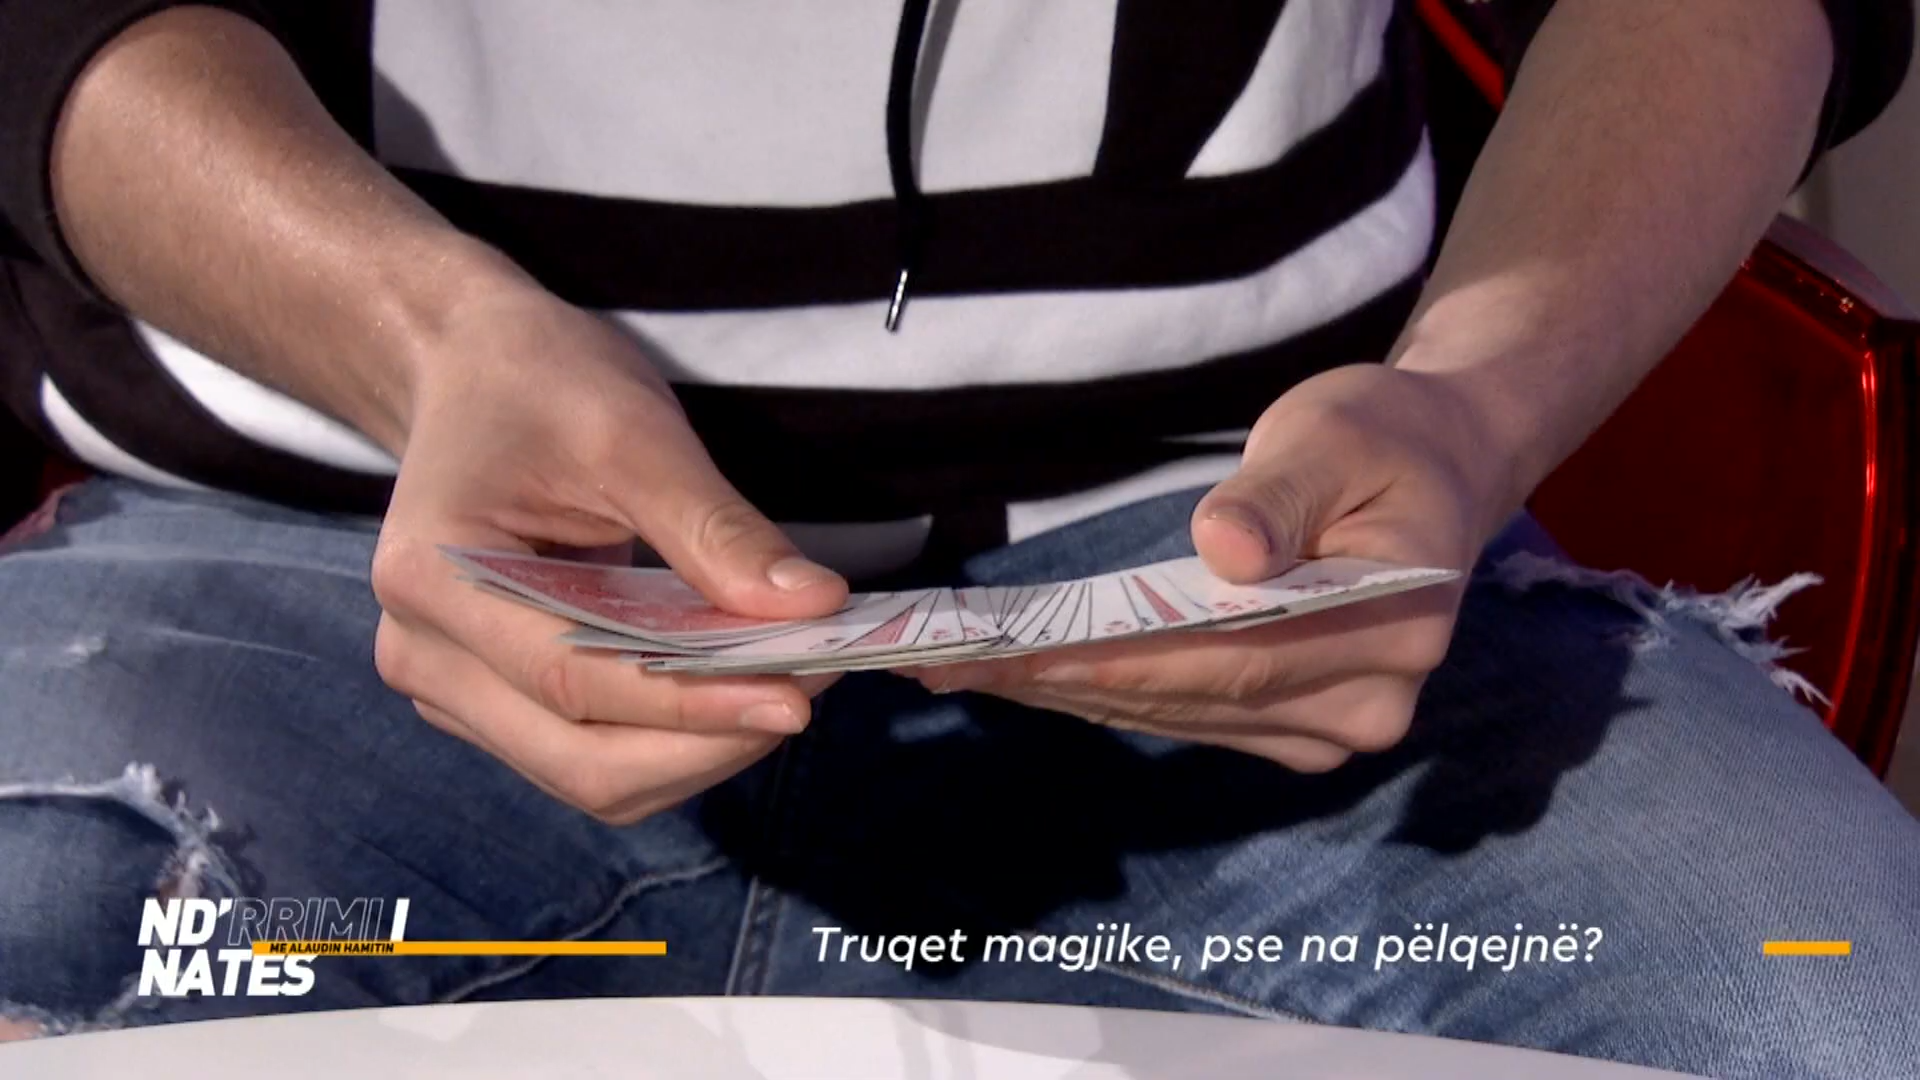 ND'RRIMI I
ME ALAUDIN HAMITIN
NATES
Truqet magjike, pse na pëlqejnë?